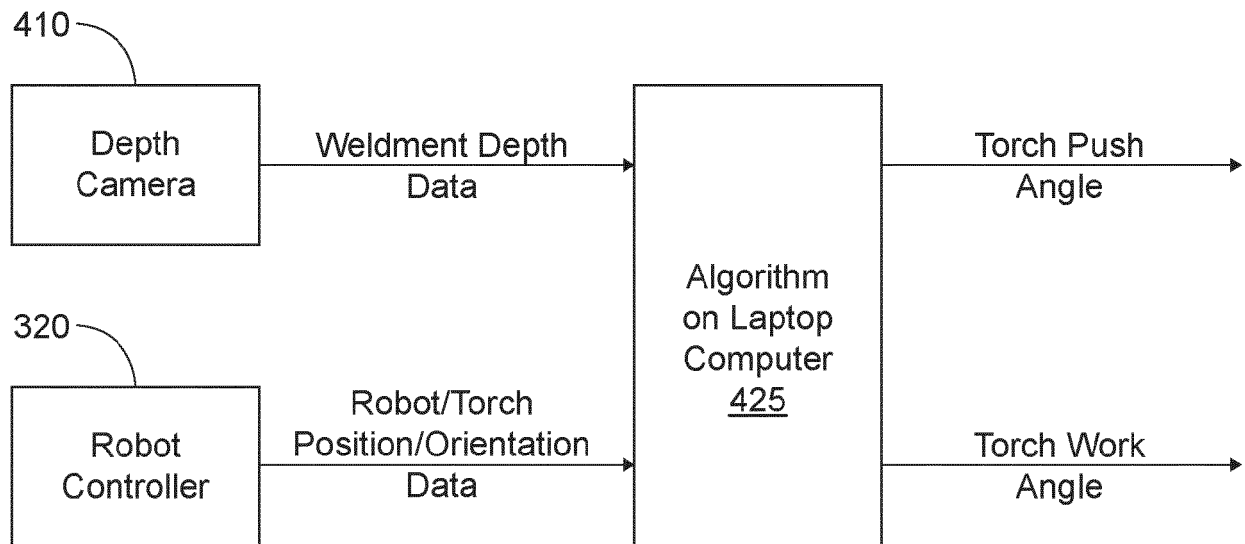 410
Depth
Camera
Weldment Depth
Data
Torch Push
Angle
Algorithm
on Laptop
Computer
425
320
Robot
Controller
Robot/Torch
Position/Orientation
Data
Torch Work
Angle